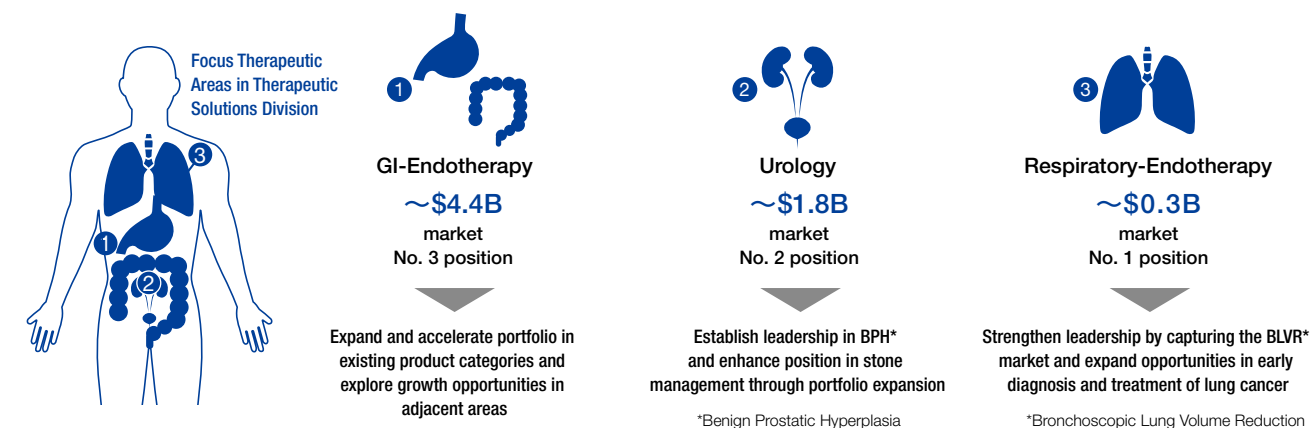 Focus Therapeutic
Areas in Therapeutic
Solutions Division
3
1
2
1
GI-Endotherapy
~$4.4B
market
No. 3 position
Expand and accelerate portfolio in
existing product categories and
explore growth opportunities in
adjacent areas
2
Urology
~$1.8B
market
No. 2 position
Establish leadership in BPH*
and enhance position in stone
management through portfolio expansion
*Benign Prostatic Hyperplasia
3
Respiratory-Endotherapy
~$0.3B
market
No. 1 position
Strengthen leadership by capturing the BLVR*
market and expand opportunities in early
diagnosis and treatment of lung cancer
*Bronchoscopic Lung Volume Reduction